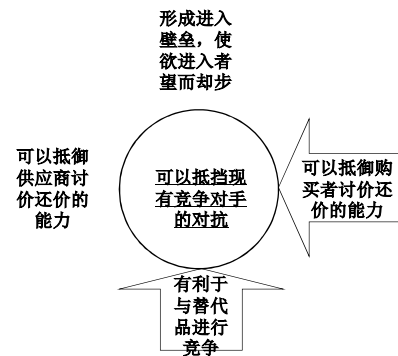 形成进入
壁垒，使
欲进入者
望而却步
可以抵御
供应商讨
价还价的
能力
可以抵挡现
有竞争对手
的对抗
可以抵御购
买者讨价还
价的能力
有利于
与替代
品进行
竞争